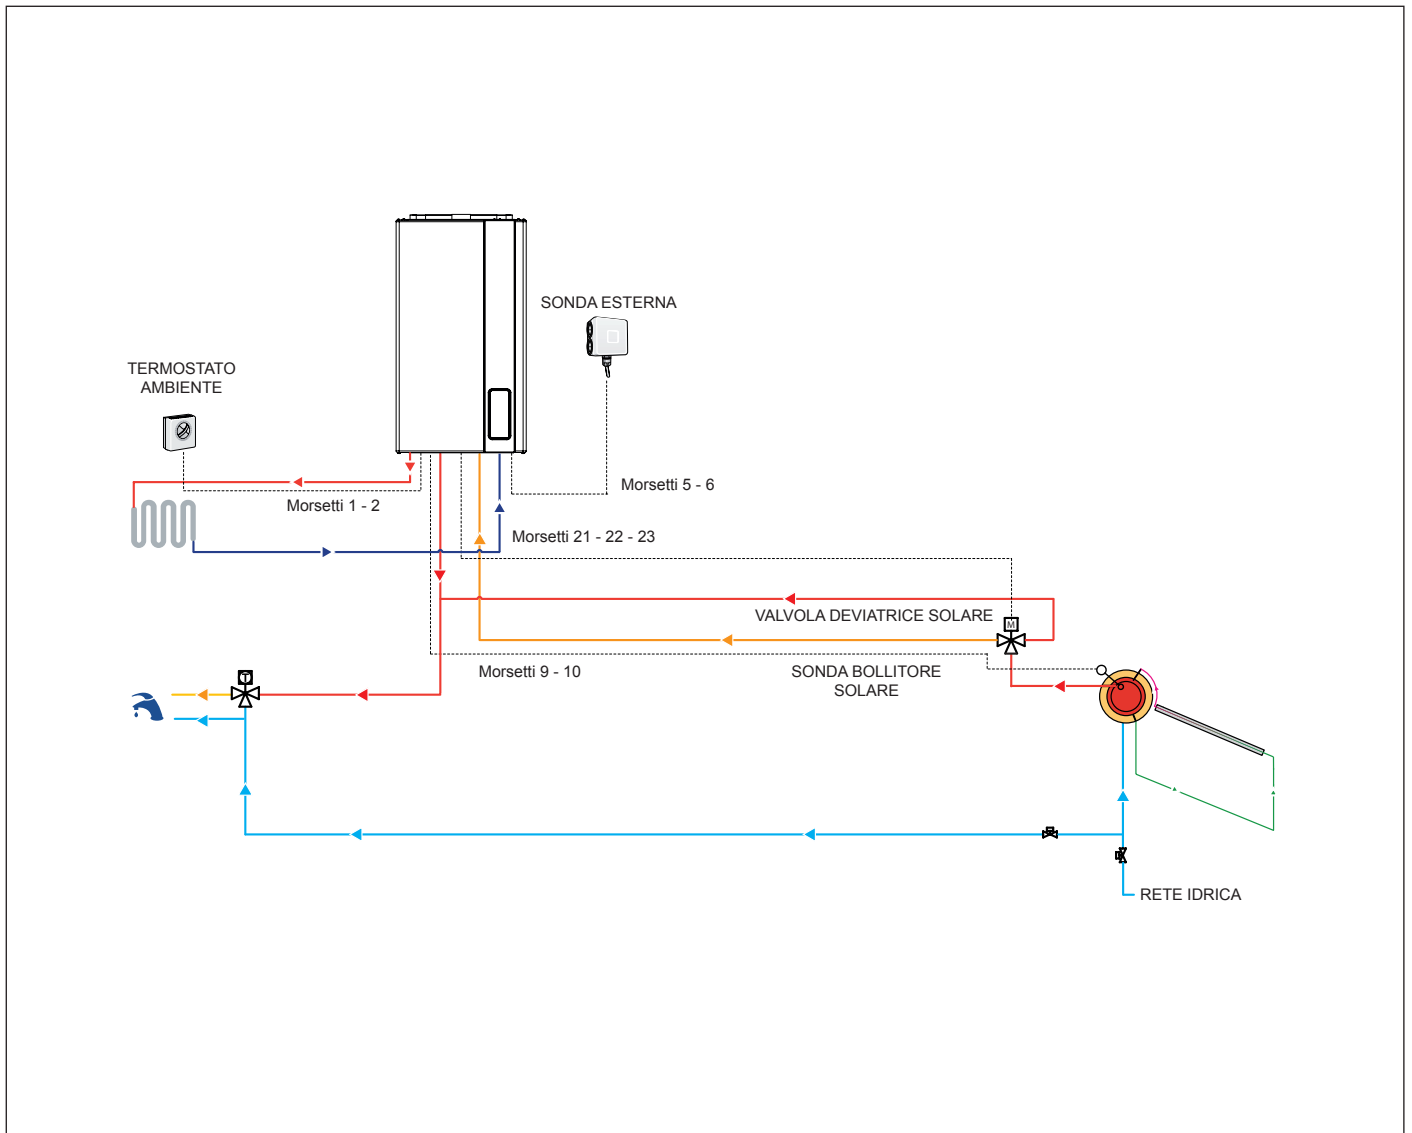 SONDA ESTERNA
TERMOSTATO
AMBIENTE
Morsetti 5 - 6
Morsetti 1 - 2
Morsetti 21 - 22 - 23
VALVOLA DEVIATRICE SOLARE
M
Morsetti 9 - 10
SONDA BOLLITORE
SOLARE
T
RETE IDRICA